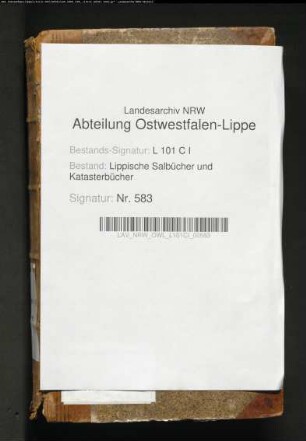 Landesarchiv NRW
Abteilung Ostwestfalen-Lippe
Bestands-Signatur: L 101 C I
Bestand: Lippische Salbücher und
Katasterbücher
Signatur: Nr. 583